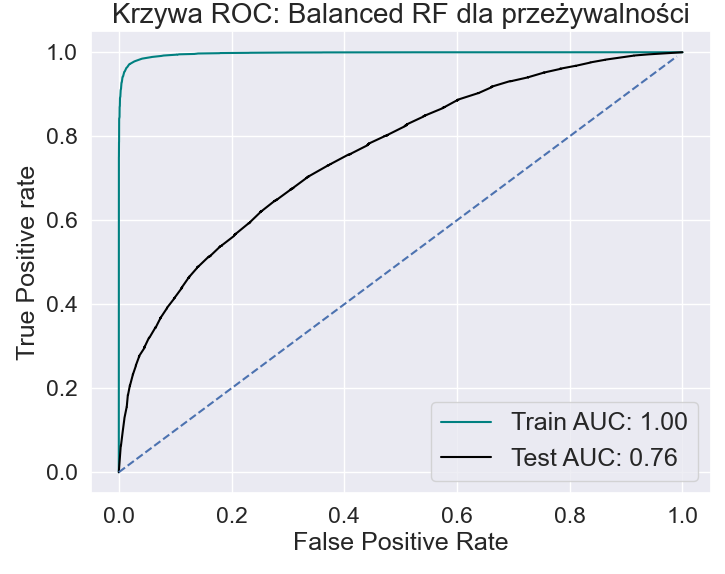 Krzywa ROC: Balanced RF dla przeżywalności
True Positive rate
1.0
0.8
0.6
0.4
0.2
0.0
Train AUC: 1.00
Test AUC: 0.76
0.0 0.2 0.4 0.6 0.8 1.0
False Positive Rate